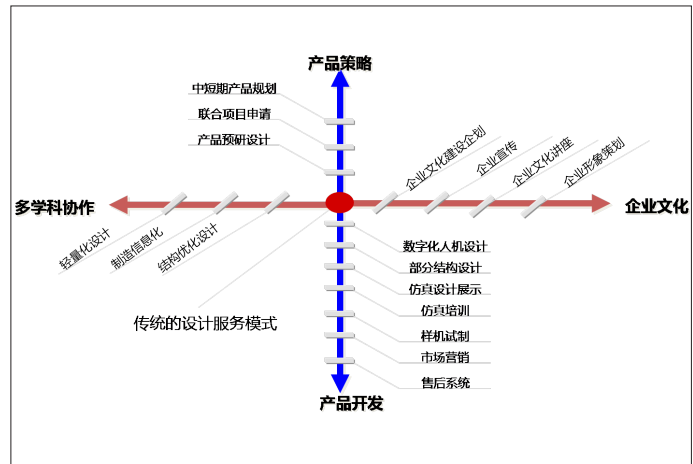 产品策略
中短期产品规划
联合项目申请
产品预研设计
企业文化建设企划
企业宣传
企业文化讲座
企业形象策划
多学科协作
企业文化
轻量化设计
制造信息化
结构优化设计
数字化人机设计
部分结构设计
仿真设计展示
仿真培训
传统的设计服务模式
样机试制
市场营销
售后系统
产品开发